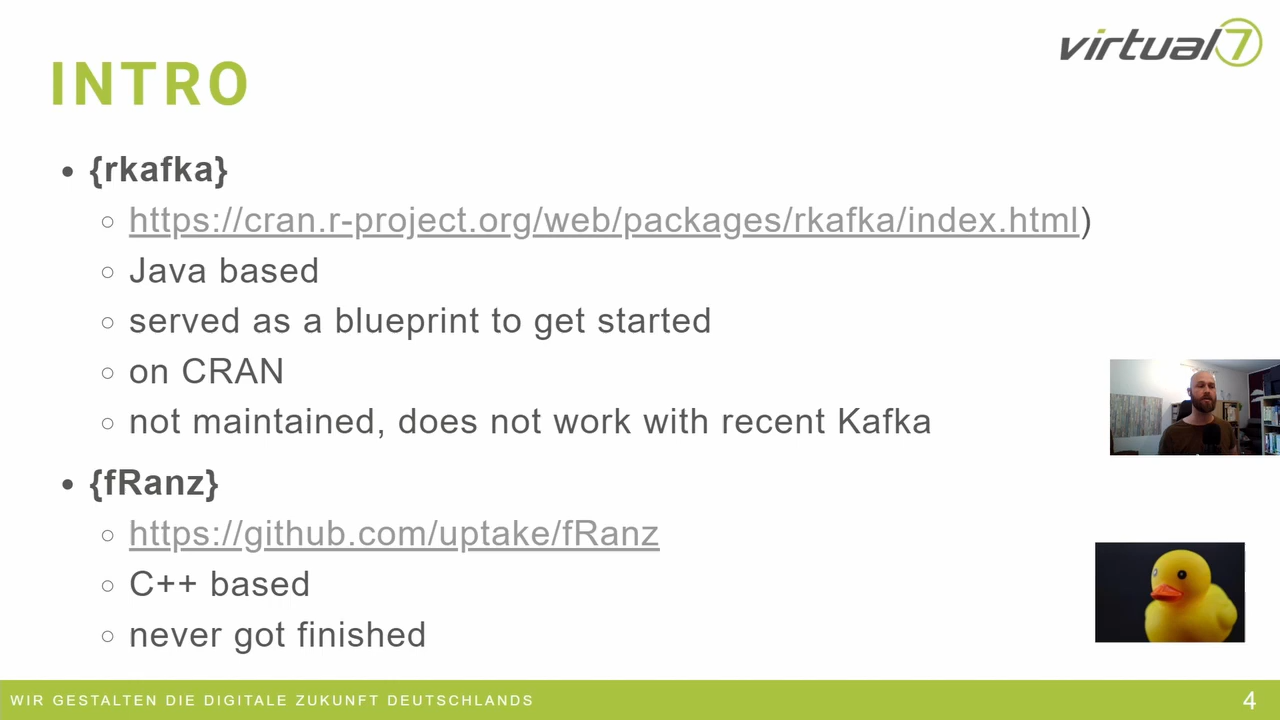 virtual7
INTRO
• {rkafka}
○ https://cran.r-project.org/web/packages/rkafka/index.html)
○ Java based
○ served as a blueprint to get started
○ on CRAN
○ not maintained, does not work with recent Kafka
• {fRanz}
○ https://github.com/uptake/fRanz
○ C++ based
○ never got finished
WIR GESTALTEN DIE DIGITALE ZUKUNFT DEUTSCHLANDS
4